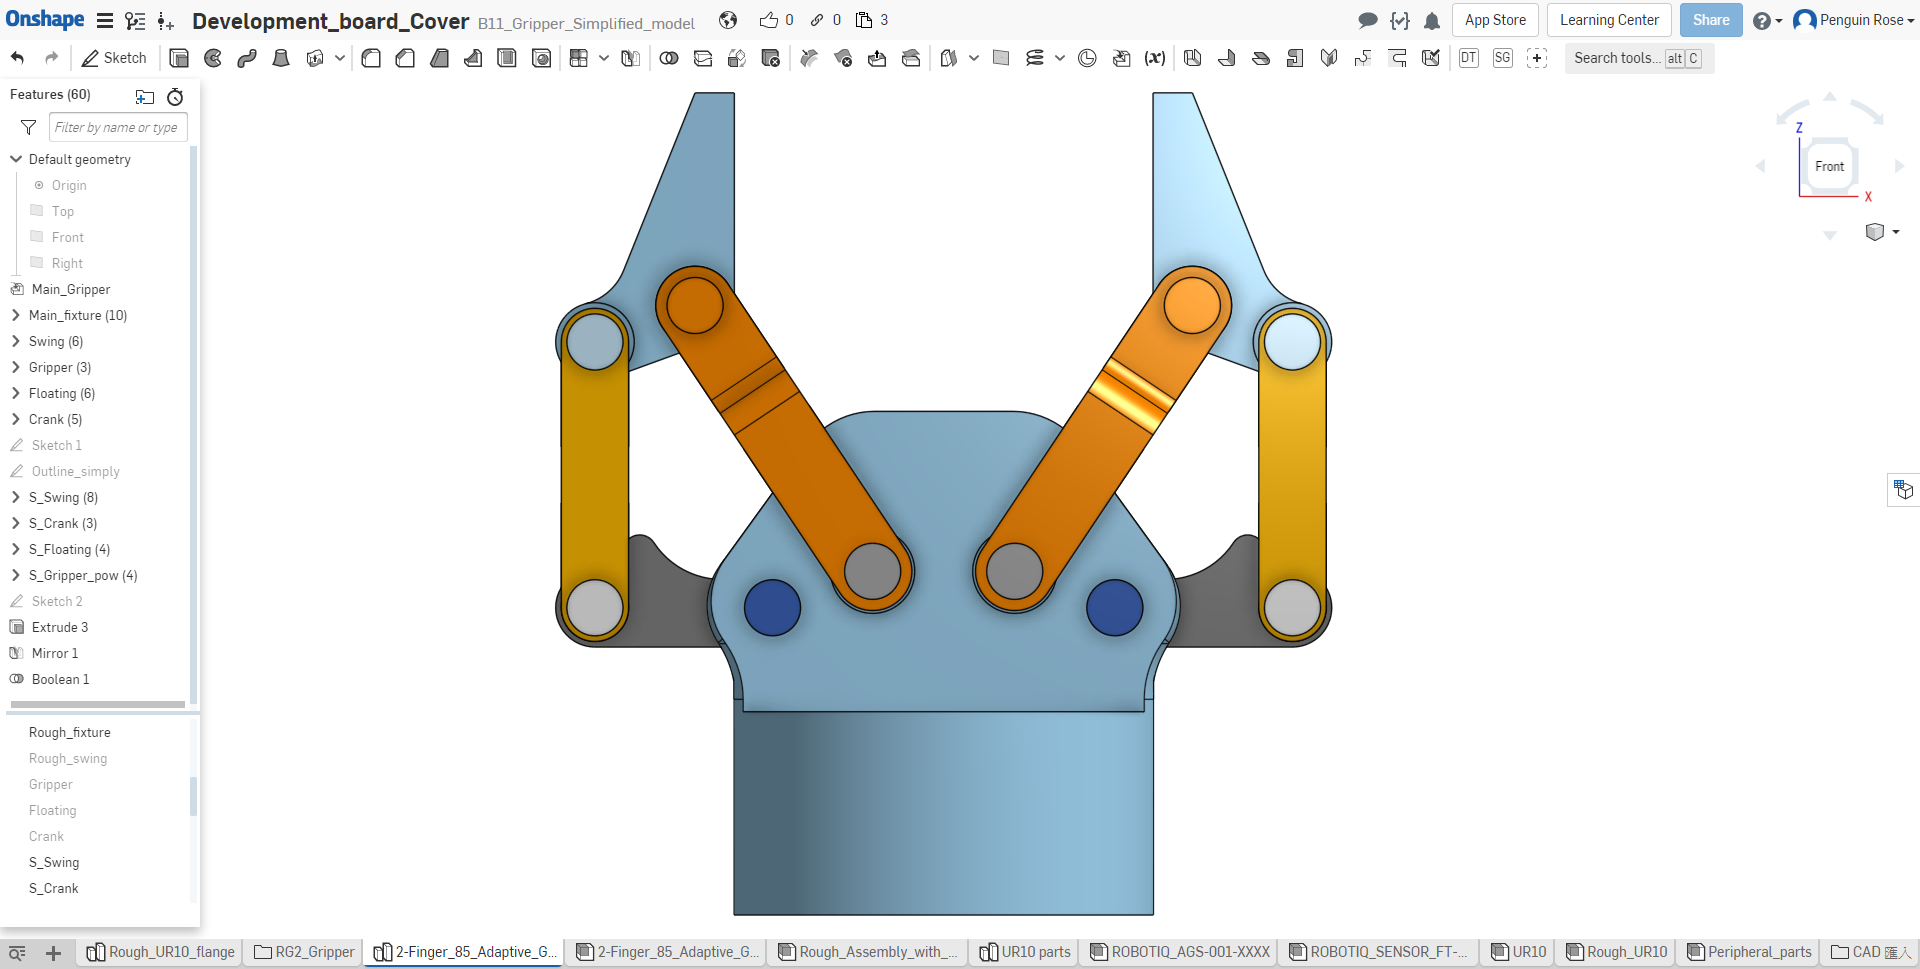 Onshape Development_board_Cover B11_Gripper_Simplified_model 0 0 3 App Store Learning Center Share Penguin Rose
Sketch (x) DT SG Search tools... alt C
Features (60)
Filter by name or type
Default geometry
Origin
Top
Front
Right
Main_Gripper
Main_fixture (10)
Swing (6)
Gripper (3)
Floating (6)
Crank (5)
Sketch 1
Outline_simply
S_Swing (8)
S_Crank (3)
S_Floating (4)
S_Gripper_pow (4)
Sketch 2
Extrude 3
Mirror 1
Boolean 1
Rough_fixture
Rough_swing
Gripper
Floating
Crank
S_Swing
S_Crank
Z
Front
X
Rough_UR10_flange RG2_Gripper 2-Finger_85_Adaptive_G... 2-Finger_85_Adaptive_G... Rough_Assembly_with_... UR10 parts ROBOTIQ_AGS-001-XXXX ROBOTIQ_SENSOR_FT-... UR10 Rough_UR10 Peripheral_parts CAD 匯入